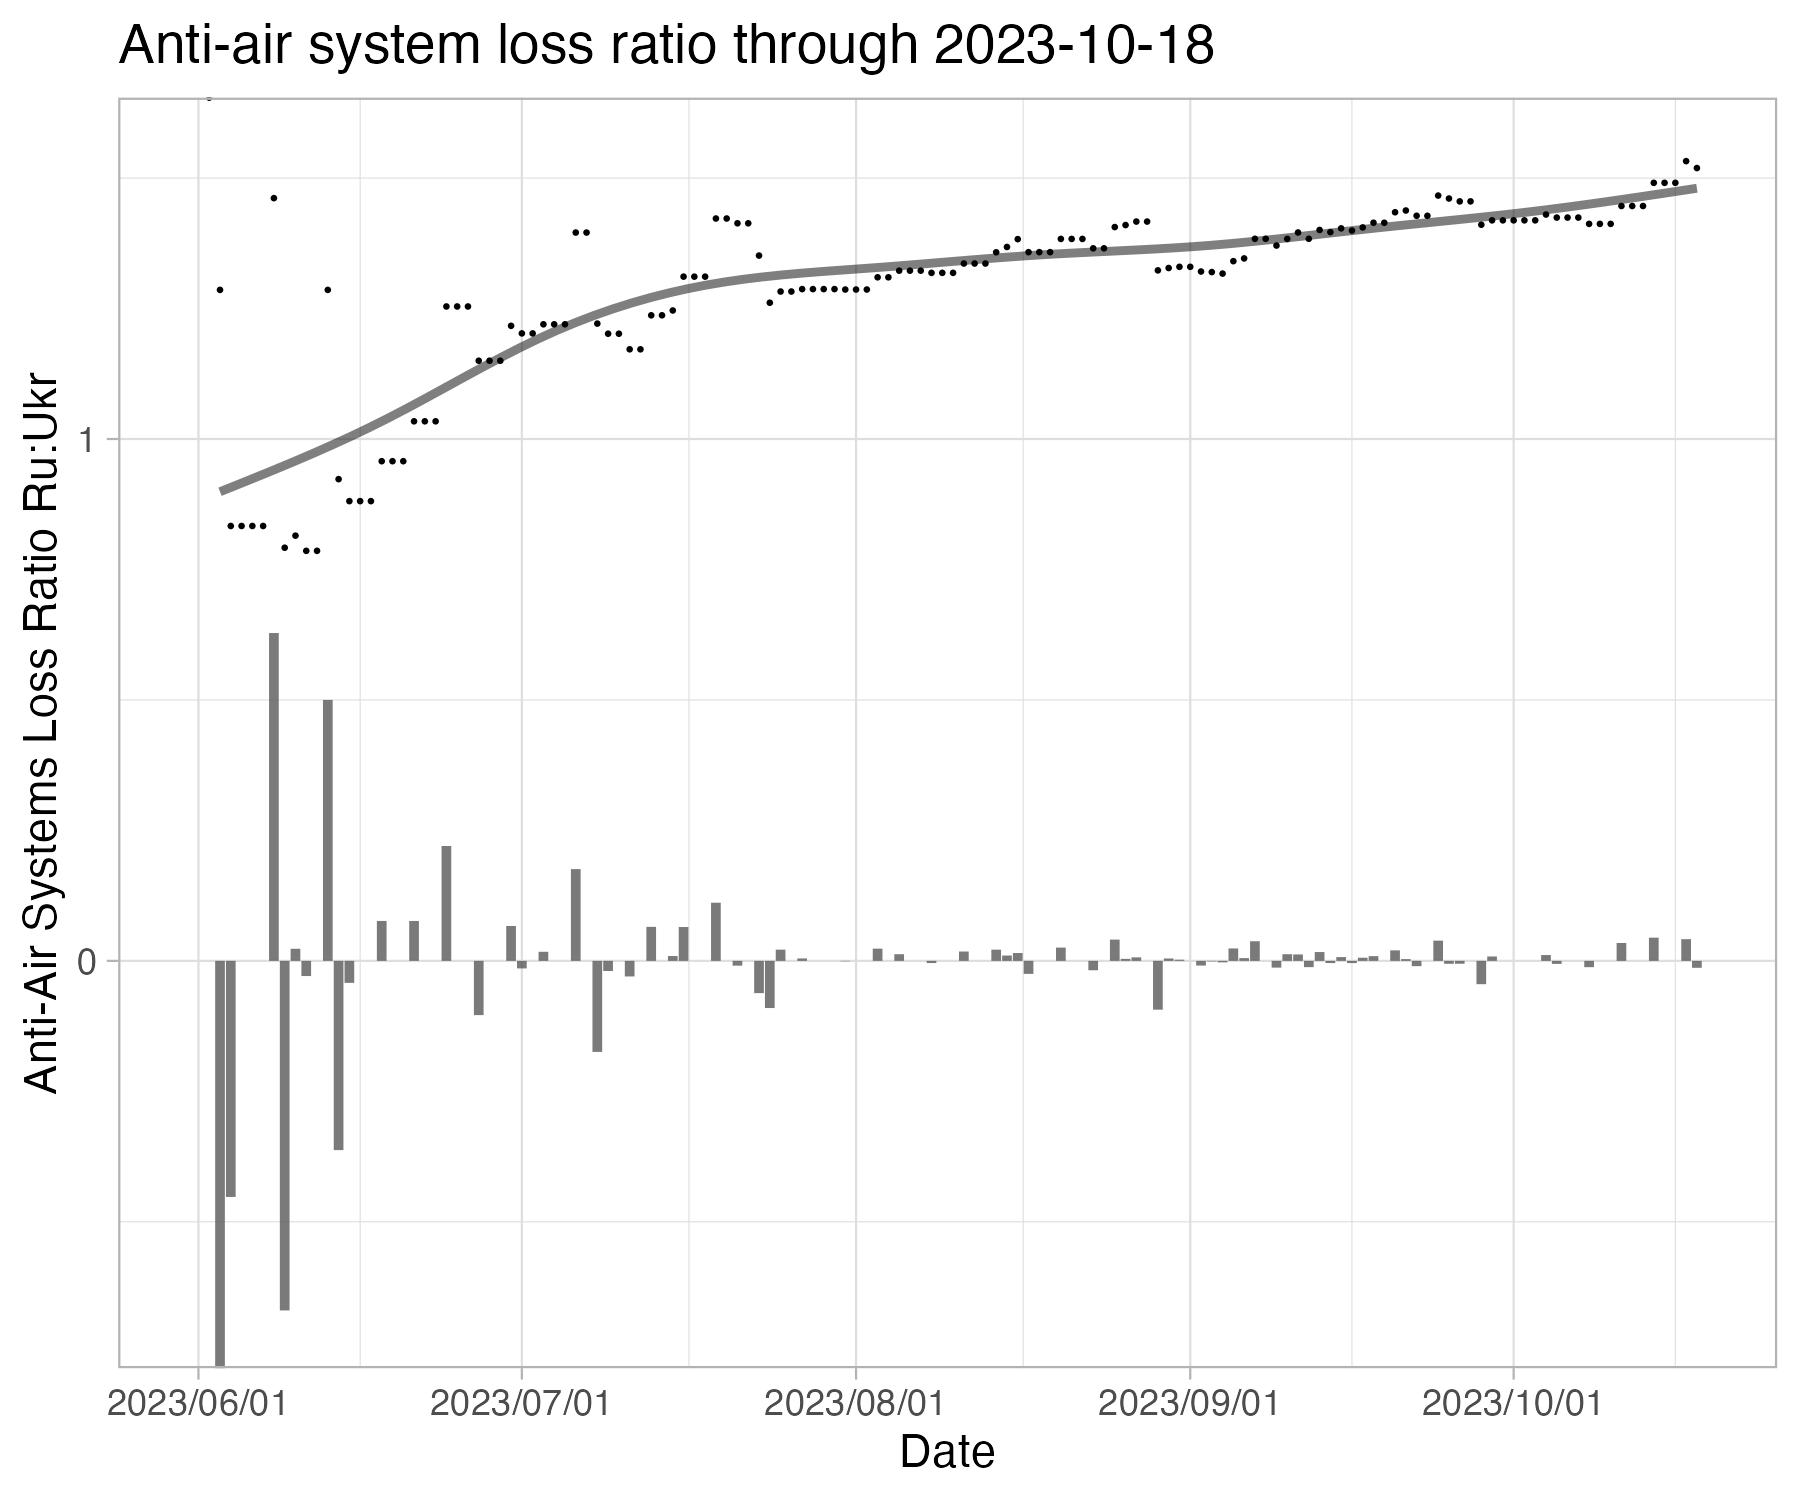 Anti-air system loss ratio through 2023-10-18
Anti-Air Systems Loss Ratio Ru:Ukr
1
0
2023/06/01
2023/07/01
2023/08/01
2023/09/01
2023/10/01
Date